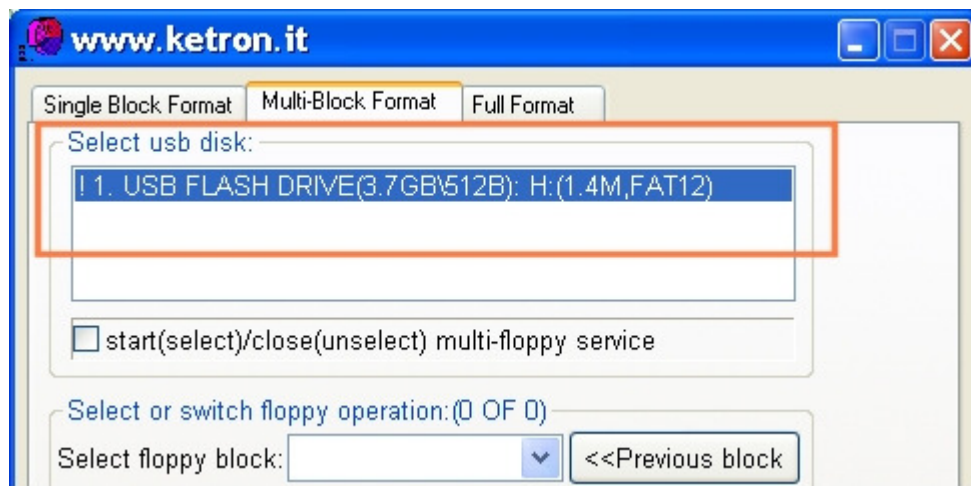 www.ketron.it
Single Block Format Multi-Block Format Full Format
Select usb disk:
! 1. USB FLASH DRIVE(3.7GB\512B): H:(1.4M,FAT12)
start(select)/close(unselect) multi-floppy service
Select or switch floppy operation:(0 OF 0)
Select floppy block: <<Previous block